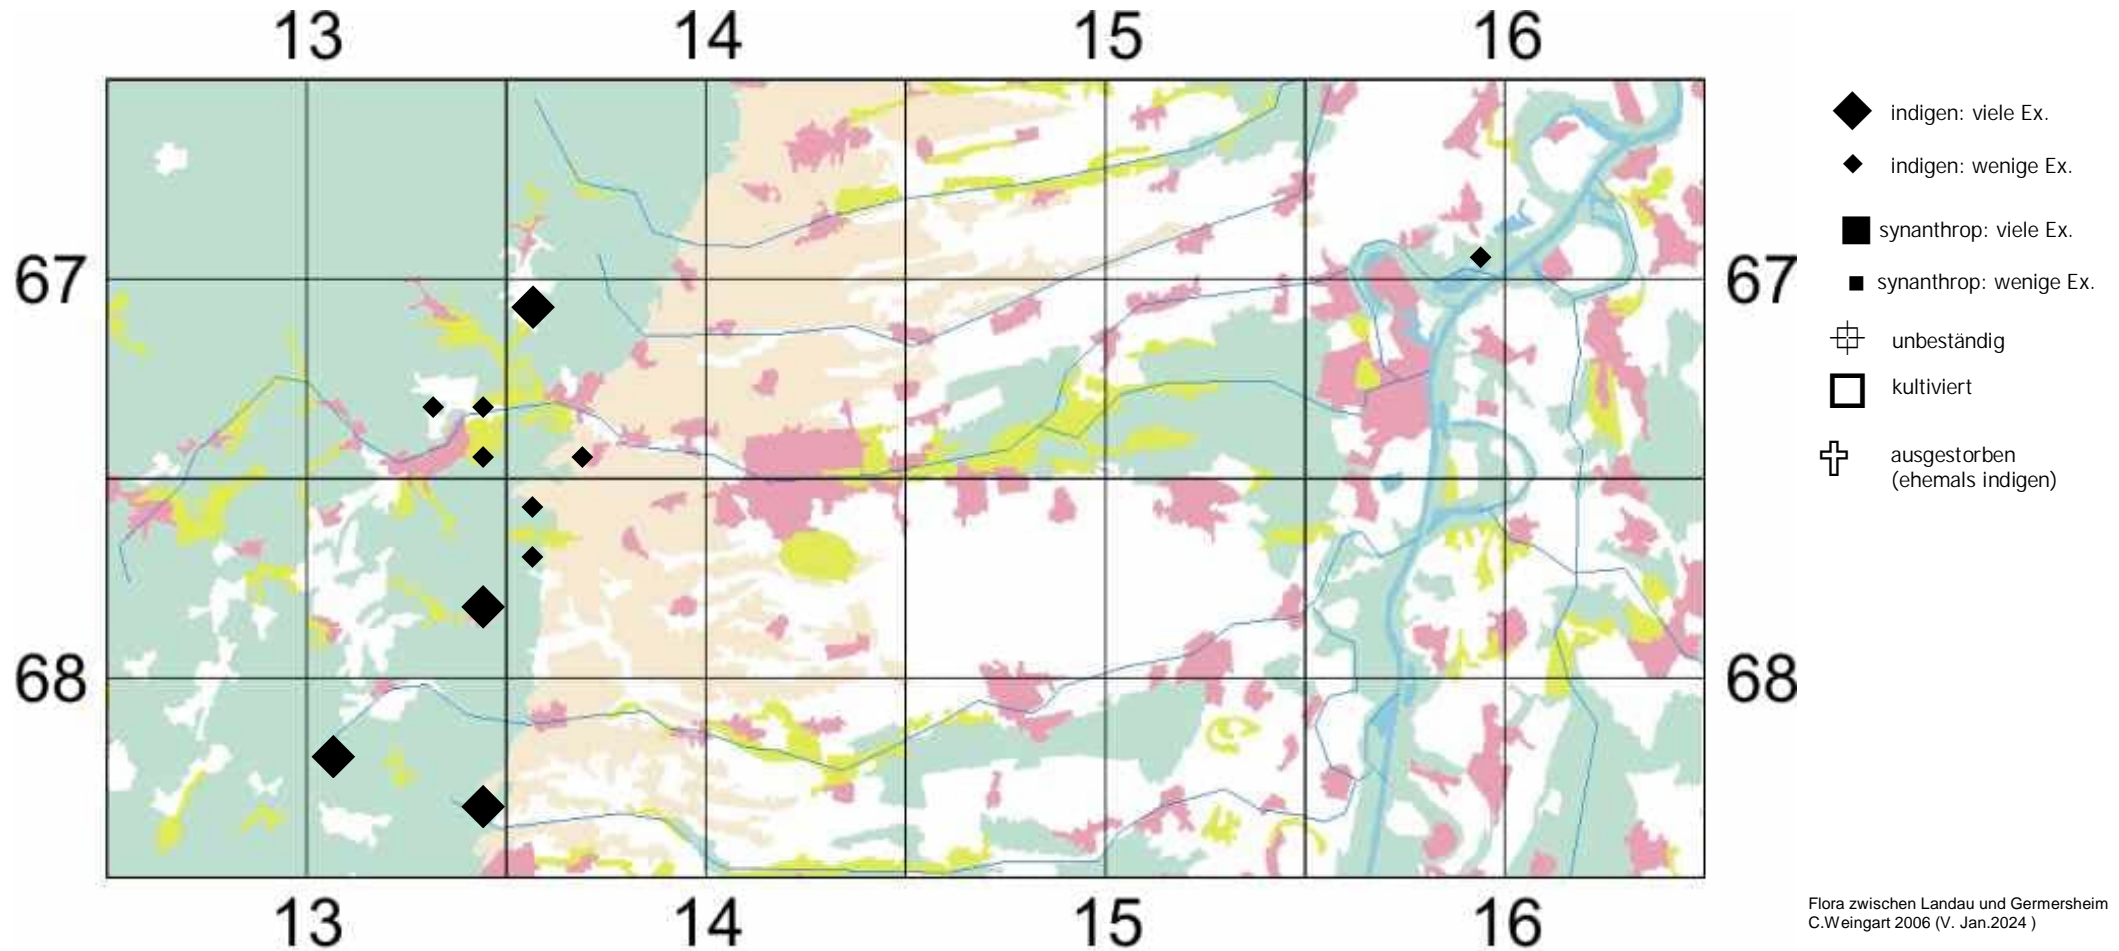 13 14 15 16
67 67
68 68
13 14 15 16
indigen: viele Ex.
indigen: wenige Ex.
synanthrop: viele Ex.
synanthrop: wenige Ex.
unbeständig
kultiviert
ausgestorben
(ehemals indigen)
Flora zwischen Landau und Germersheim
C.Weingart 2006 (V. Jan.2024 )